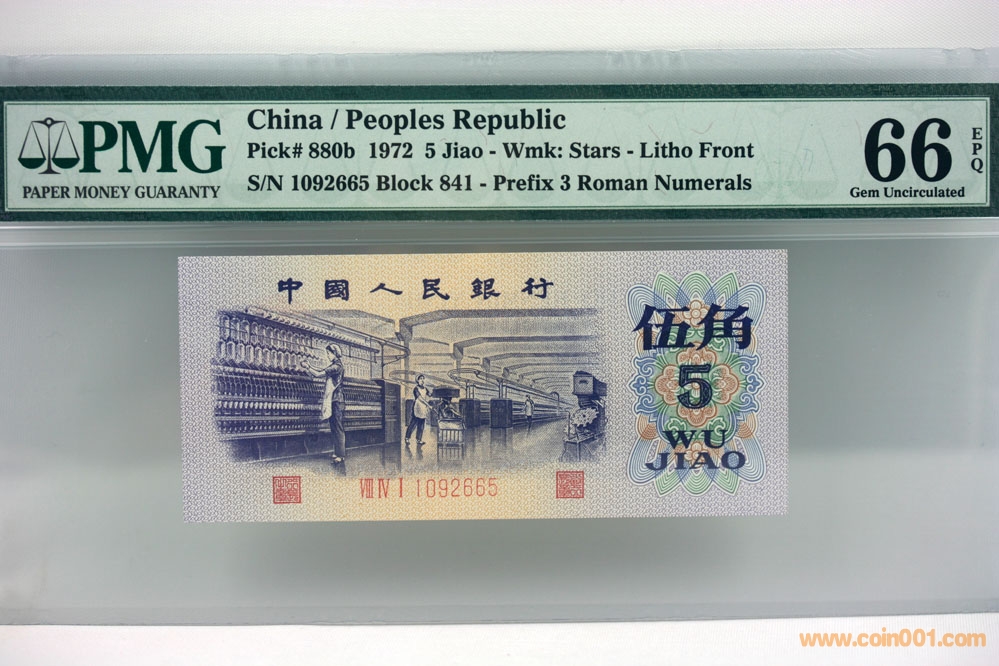 PMG
PAPER MONEY GUARANTY
China / Peoples Republic
Pick# 880b 1972 5 Jiao - Wmk: Stars - Litho Front
S/N 1092665 Block 841 - Prefix 3 Roman Numerals
66 EPQ
Gem Uncirculated
中國人民銀行
伍角
5
WU
JIAO
VIII IV I 1092665
www.coin001.com